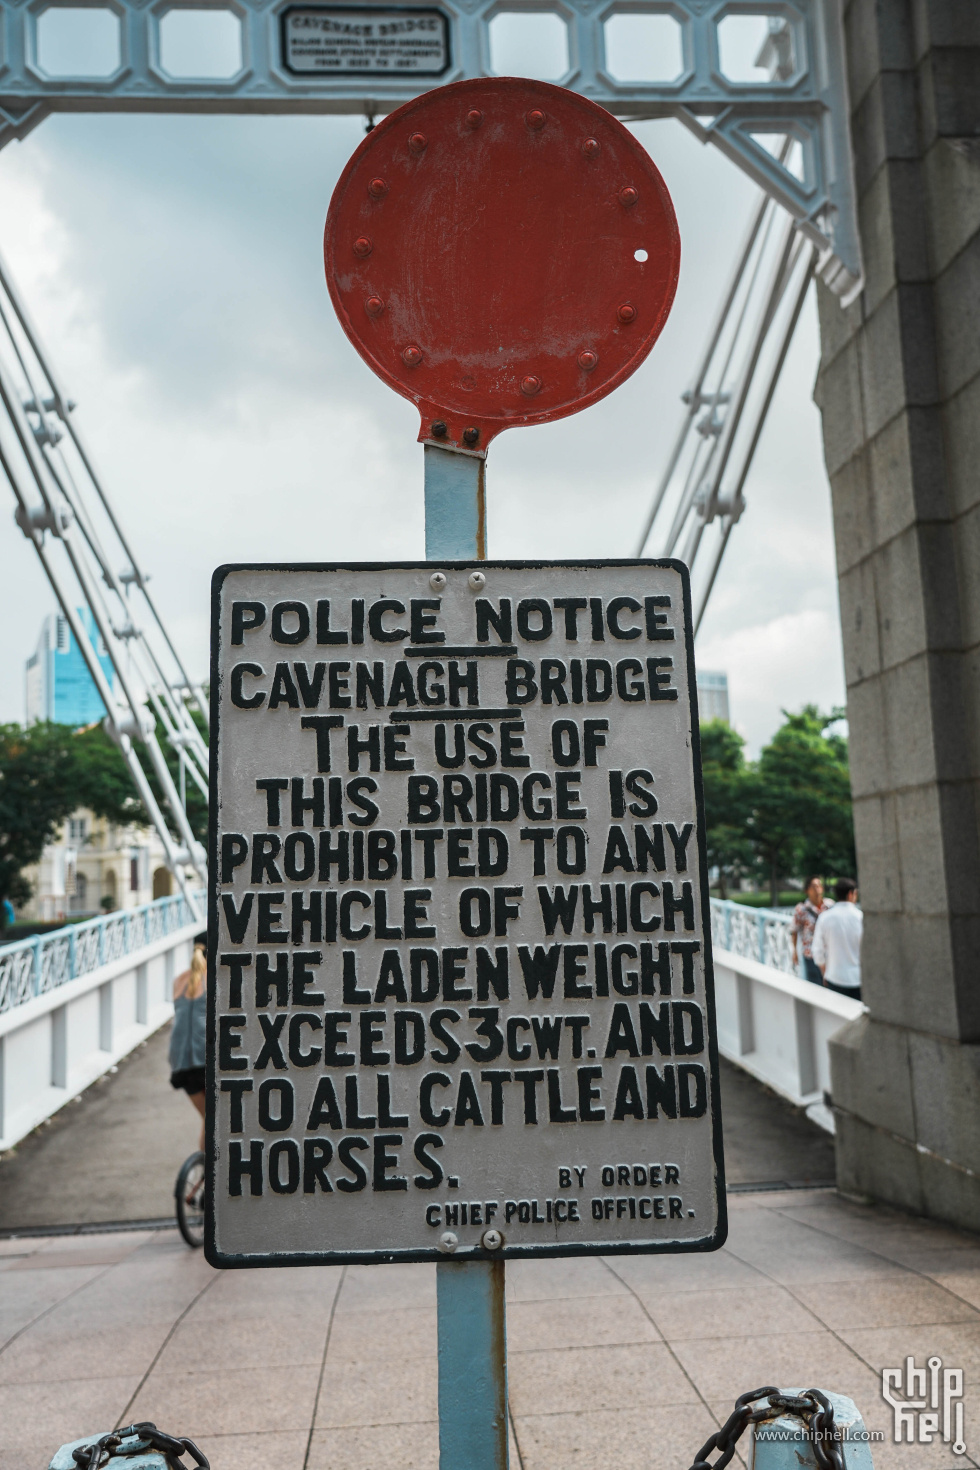 CAVENAGH BRIDGE
POLICE NOTICE
CAVENAGH BRIDGE
THE USE OF
THIS BRIDGE IS
PROHIBITED TO ANY
VEHICLE OF WHICH
THE LADEN WEIGHT
EXCEEDS 3 CWT. AND
TO ALL CATTLE AND
HORSES.
BY ORDER
CHIEF POLICE OFFICER.
chip
hell
www.chiphell.com